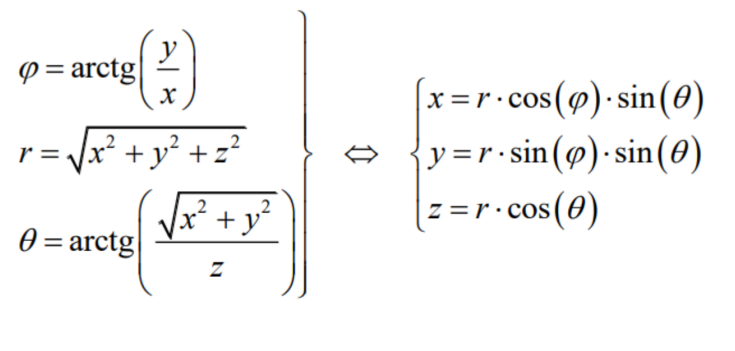 φ = arctg(y/x)
r = √(x² + y² + z²)
θ = arctg(√(x² + y²)/z)
⇔
x = r · cos(φ) · sin(θ)
y = r · sin(φ) · sin(θ)
z = r · cos(θ)